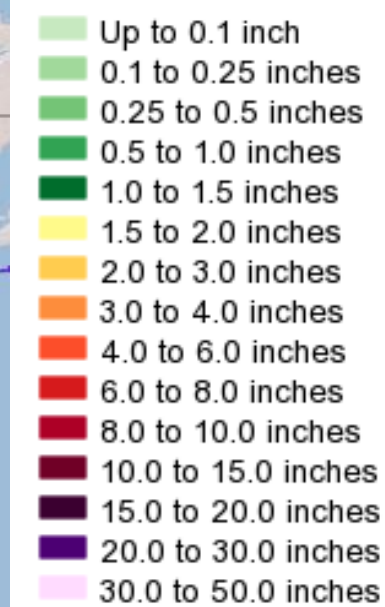 Up to 0.1 inch
0.1 to 0.25 inches
0.25 to 0.5 inches
0.5 to 1.0 inches
1.0 to 1.5 inches
1.5 to 2.0 inches
2.0 to 3.0 inches
3.0 to 4.0 inches
4.0 to 6.0 inches
6.0 to 8.0 inches
8.0 to 10.0 inches
10.0 to 15.0 inches
15.0 to 20.0 inches
20.0 to 30.0 inches
30.0 to 50.0 inches